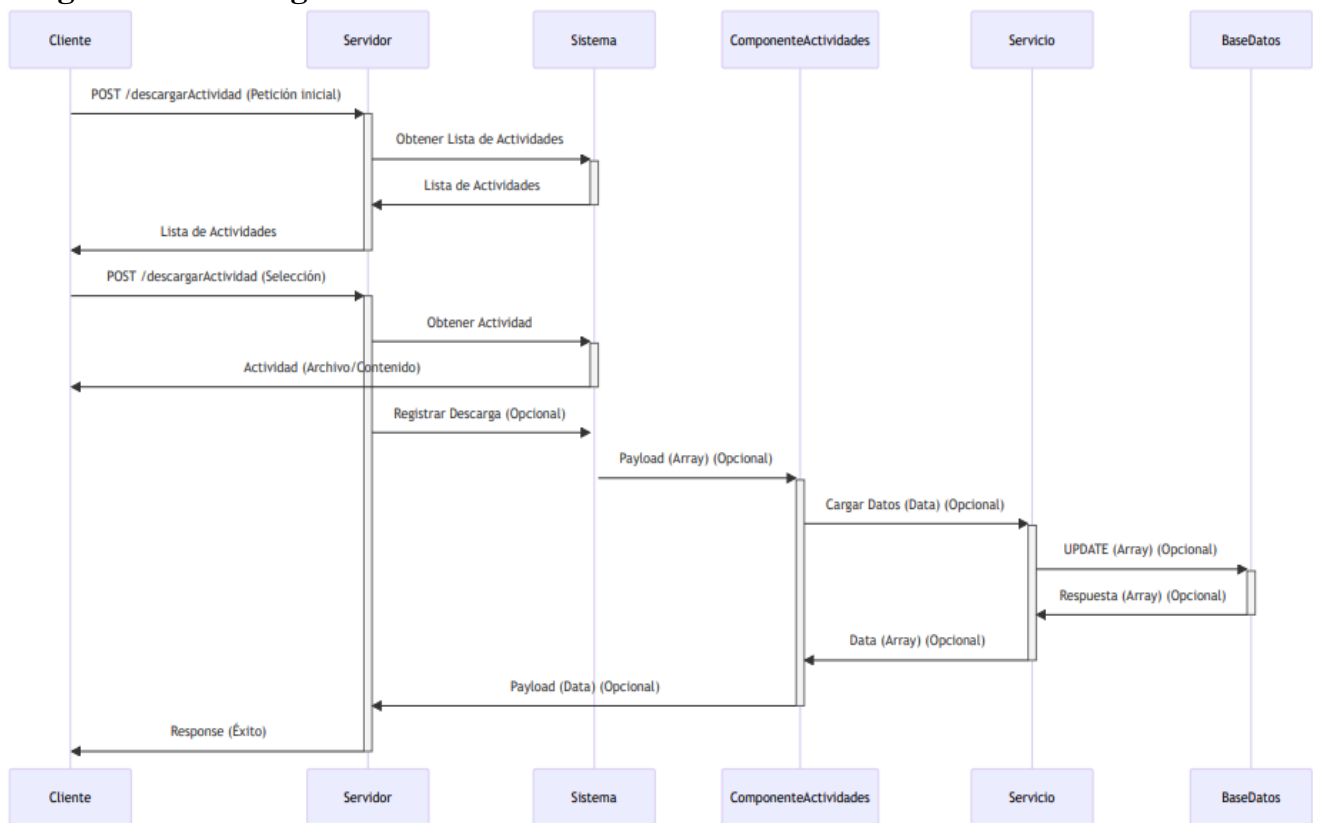 Cliente Servidor Sistema ComponenteActividades Servicio BaseDatos
POST /descargarActividad (Petición inicial)
Obtener Lista de Actividades
Lista de Actividades
Lista de Actividades
POST /descargarActividad (Selección)
Obtener Actividad
Actividad (Archivo/Contenido)
Registrar Descarga (Opcional)
Payload (Array) (Opcional)
Cargar Datos (Data) (Opcional)
UPDATE (Array) (Opcional)
Respuesta (Array) (Opcional)
Data (Array) (Opcional)
Payload (Data) (Opcional)
Response (Éxito)
Cliente Servidor Sistema ComponenteActividades Servicio BaseDatos